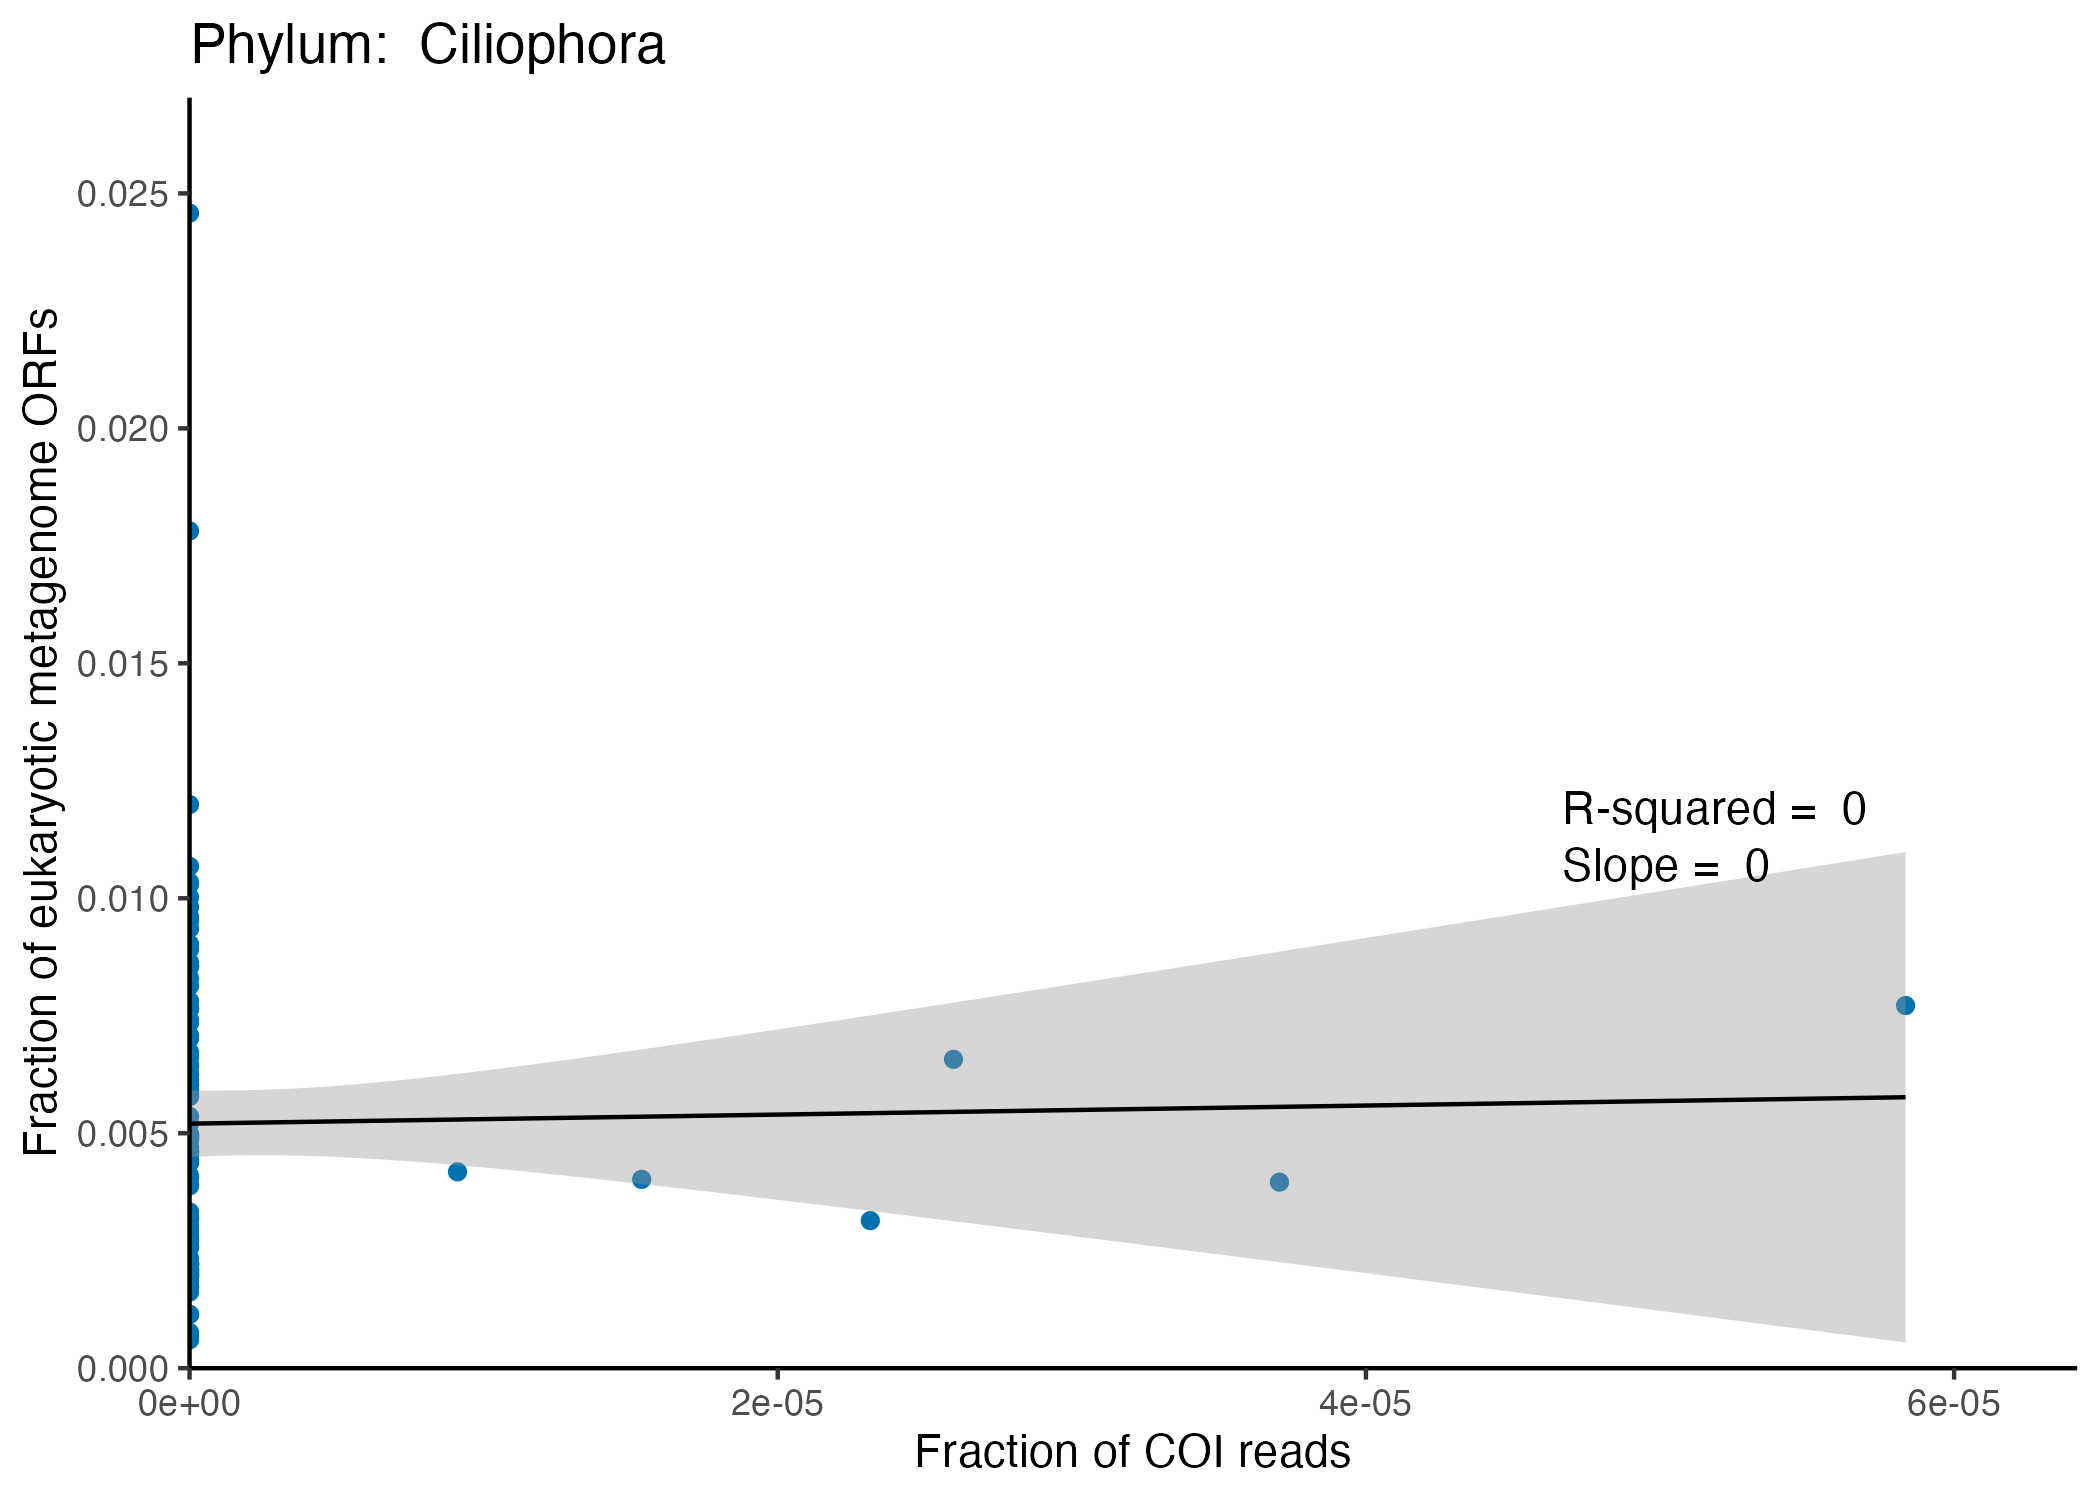 Phylum:  Ciliophora
Fraction of eukaryotic metagenome ORFs
0.025
0.020
0.015
0.010
0.005
0.000
R-squared =  0
Slope =  0
0e+00
2e-05
4e-05
6e-05
Fraction of COI reads